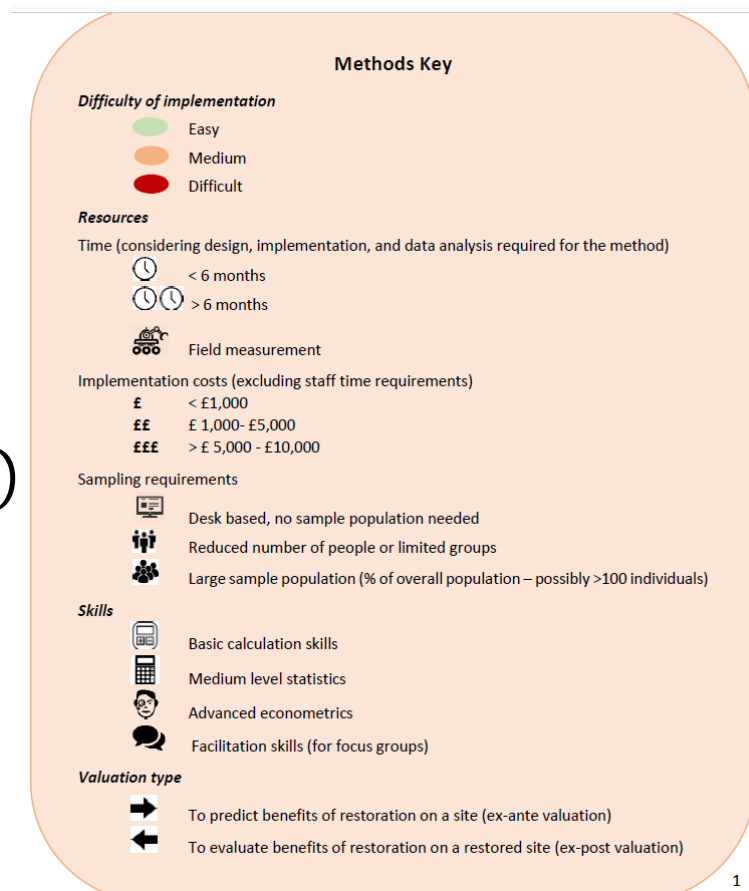 Methods Key
Difficulty of implementation
Easy
Medium
Difficult
Resources
Time (considering design, implementation, and data analysis required for the method)
< 6 months
> 6 months
Field measurement
Implementation costs (excluding staff time requirements)
£ < £1,000
££ £ 1,000- £5,000
£££ > £ 5,000 - £10,000
Sampling requirements
Desk based, no sample population needed
Reduced number of people or limited groups
Large sample population (% of overall population – possibly >100 individuals)
Skills
Basic calculation skills
Medium level statistics
Advanced econometrics
Facilitation skills (for focus groups)
Valuation type
To predict benefits of restoration on a site (ex-ante valuation)
To evaluate benefits of restoration on a restored site (ex-post valuation)
1